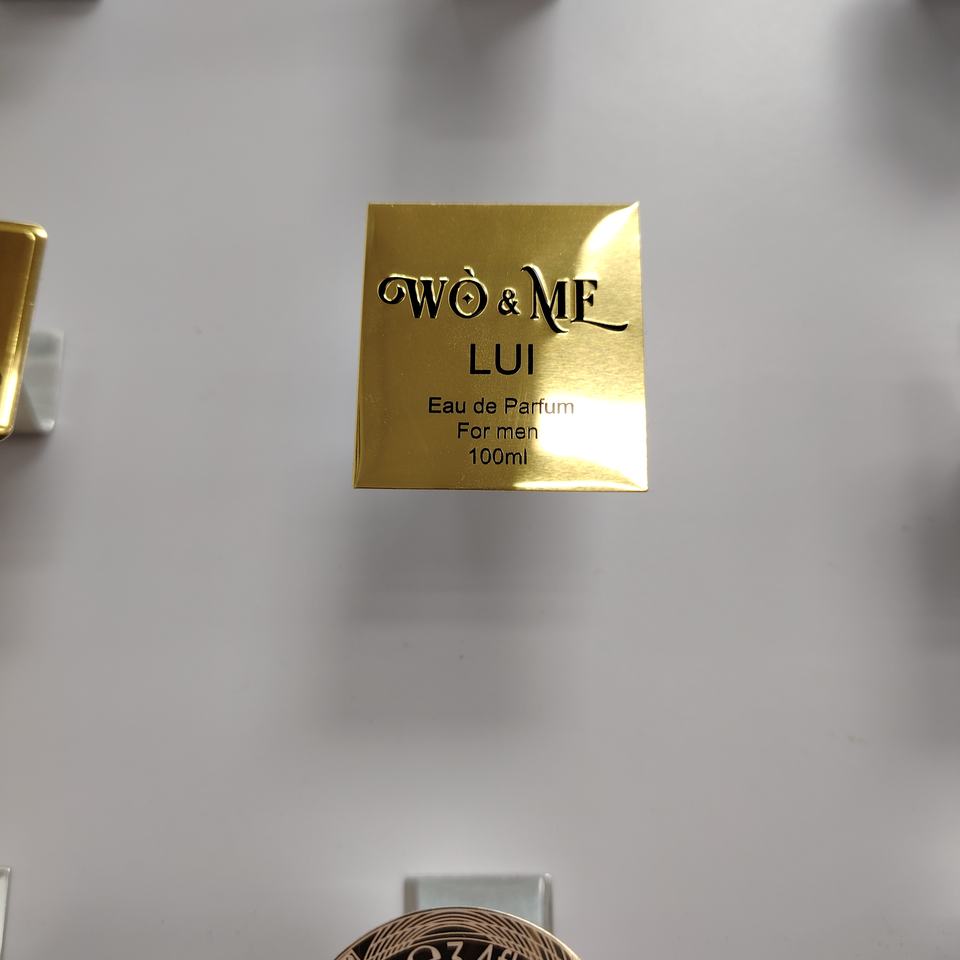 WÒ & ME
LUI
Eau de Parfum
For men
100ml